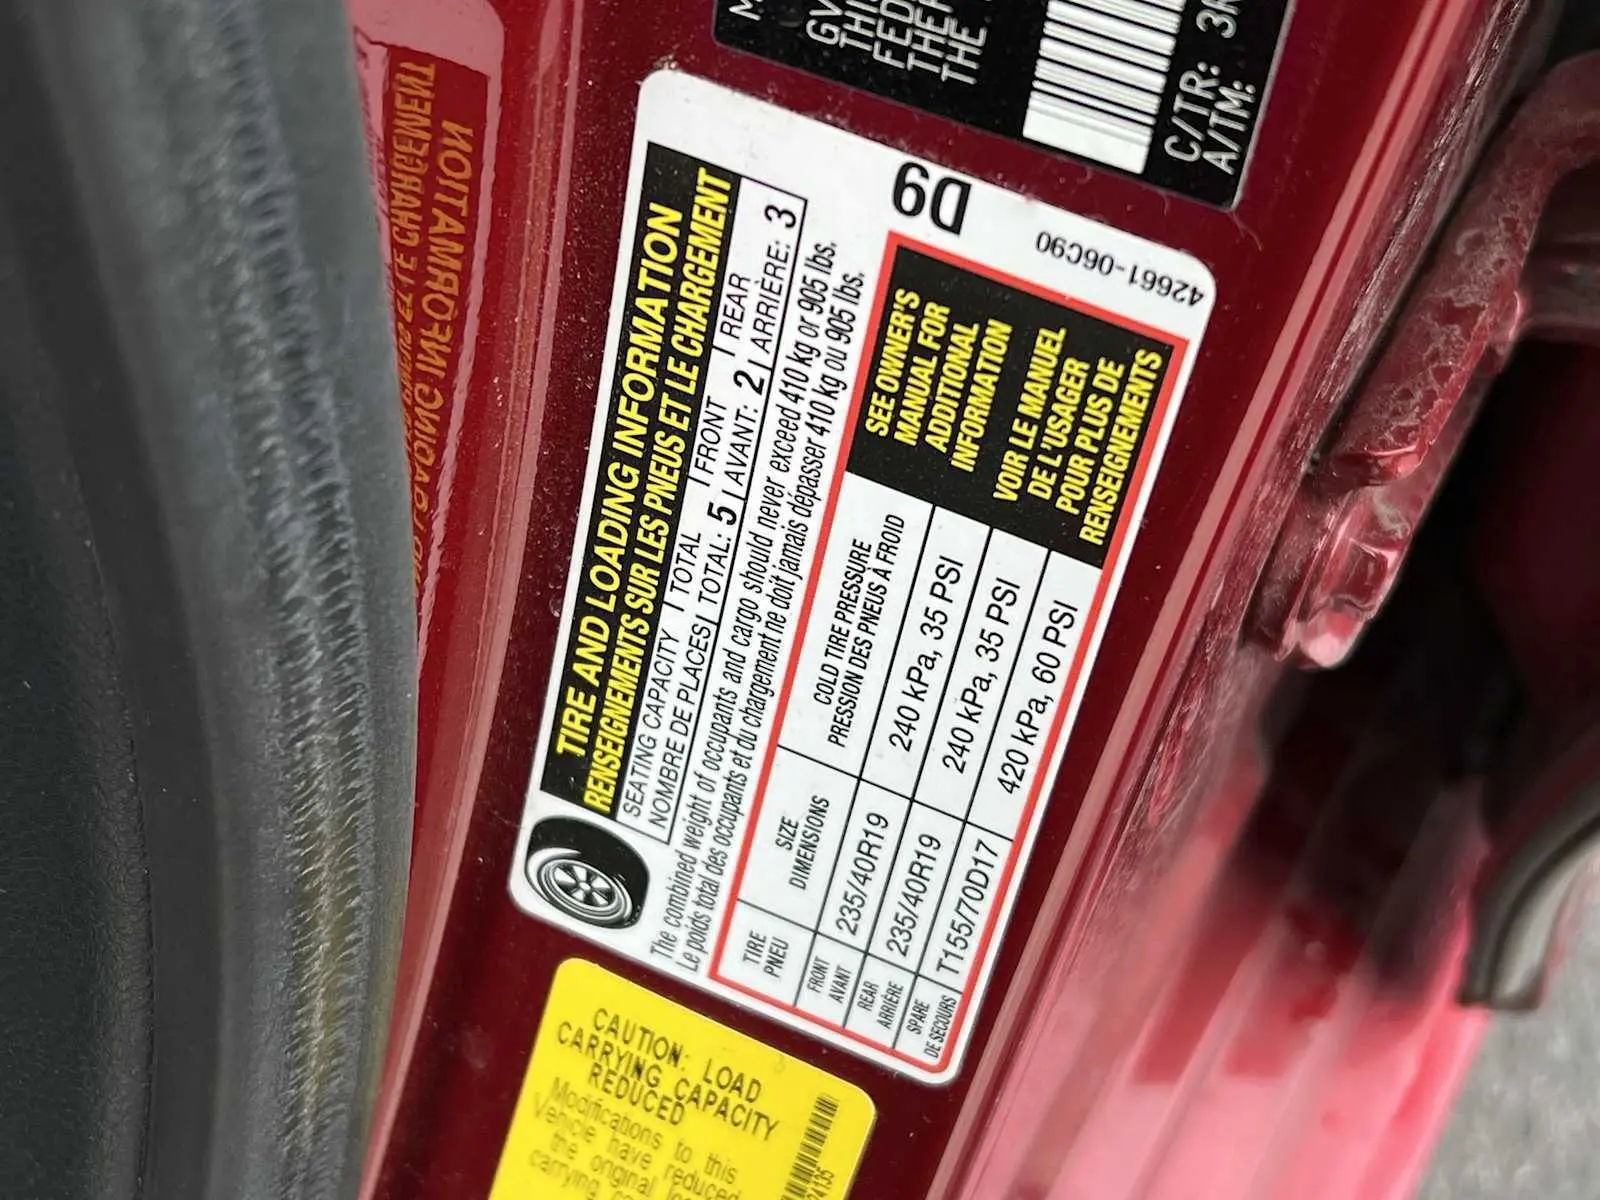 GV
THIS
FED
THE
THE
C/TR: 3
A/TM:
TIRE AND LOADING INFORMATION
RENSEIGNEMENTS SUR LES PNEUS ET LE CHARGEMENT
SEATING CAPACITY | TOTAL | FRONT | REAR
NOMBRE DE PLACES | TOTAL: 5 | AVANT: 2 | ARRIÈRE: 3
The combined weight of occupants and cargo should never exceed 410 kg or 905 lbs.
Le poids total des occupants et du chargement ne doit jamais dépasser 410 kg ou 905 lbs.
TIRE
PNEU
SIZE
DIMENSIONS
COLD TIRE PRESSURE
PRESSION DES PNEUS À FROID
FRONT
AVANT
235/40R19
240 kPa, 35 PSI
REAR
ARRIÈRE
235/40R19
240 kPa, 35 PSI
SPARE
DE SECOURS
T155/70D17
420 kPa, 60 PSI
SEE OWNER'S
MANUAL FOR
ADDITIONAL
INFORMATION
VOIR LE MANUEL
DE L'USAGER
POUR PLUS DE
RENSEIGNEMENTS
D9
42661-06C90
CAUTION: LOAD
CARRYING CAPACITY
REDUCED
Modifications to this
Vehicle have reduced
the original
carrying